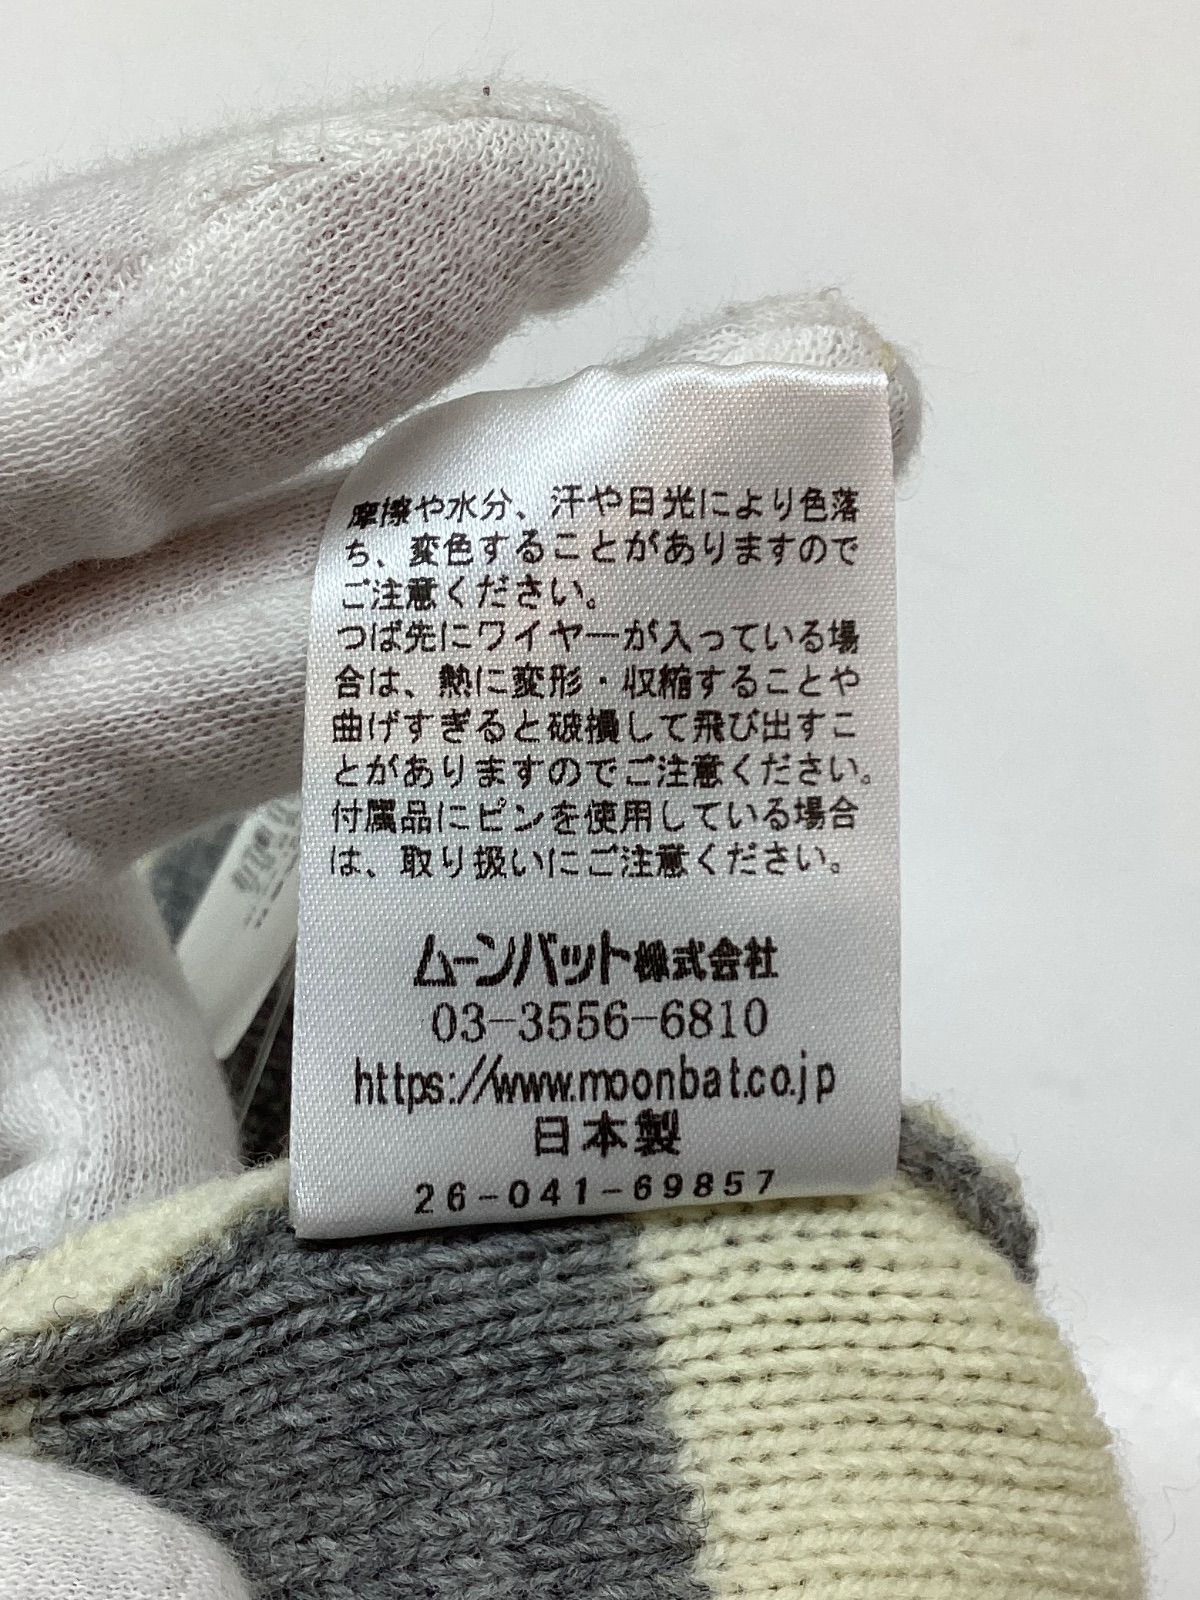 摩擦や水分、汗や日光により色落
ち、変色することがありますので
ご注意ください。
つば先にワイヤーが入っている場
合は、熱に変形・収縮することや
曲げすぎると破損して飛び出すこ
とがありますのでご注意ください。
付属品にピンを使用している場合
は、取り扱いにご注意ください。
ムーンバット株式会社
03-3556-6810
https://www.moonbat.co.jp
日本製
26-041-69857